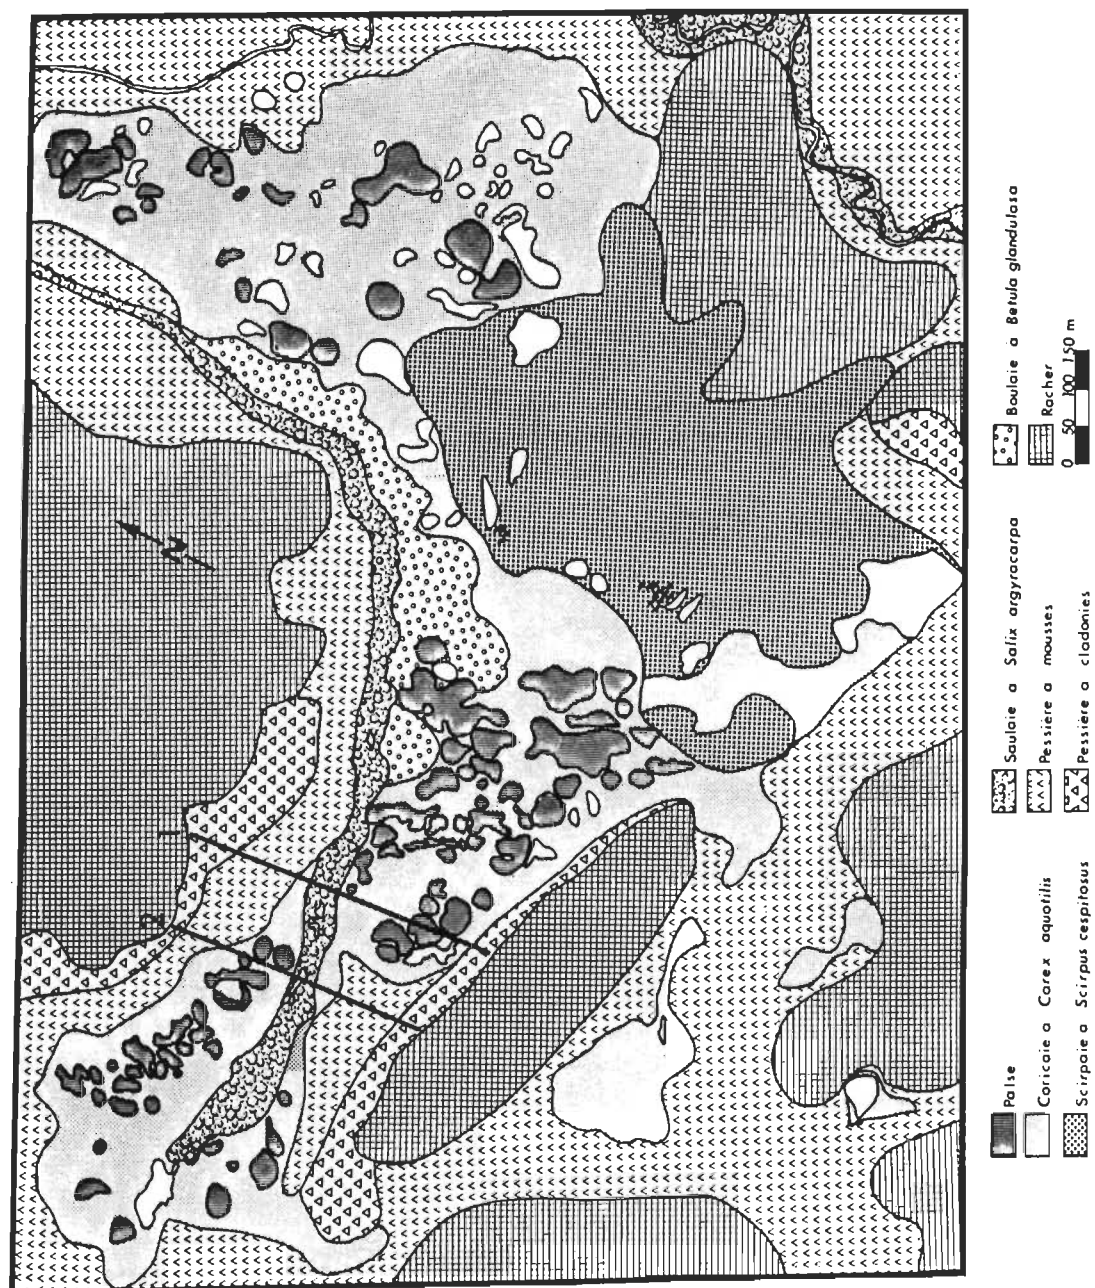 N
1
2
Palse
Caricaie a Carex aquatilis
Scirpaie a Scirpus cespitosus
Saulaie a Salix argyracarpa
Pessière a mousses
Pessière a cladonies
Boulaie à Betula glandulosa
Rocher
0 50 100 150 m